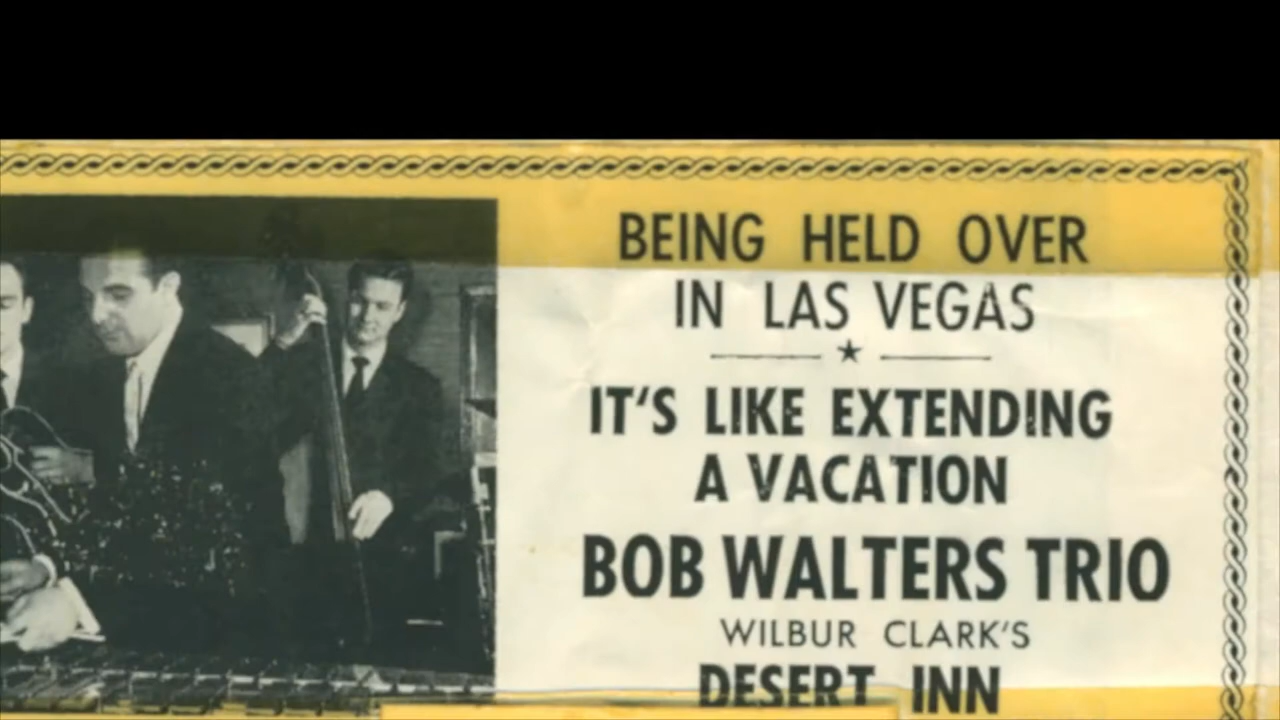 BEING HELD OVER
IN LAS VEGAS
IT'S LIKE EXTENDING
A VACATION
BOB WALTERS TRIO
WILBUR CLARK'S
DESERT INN